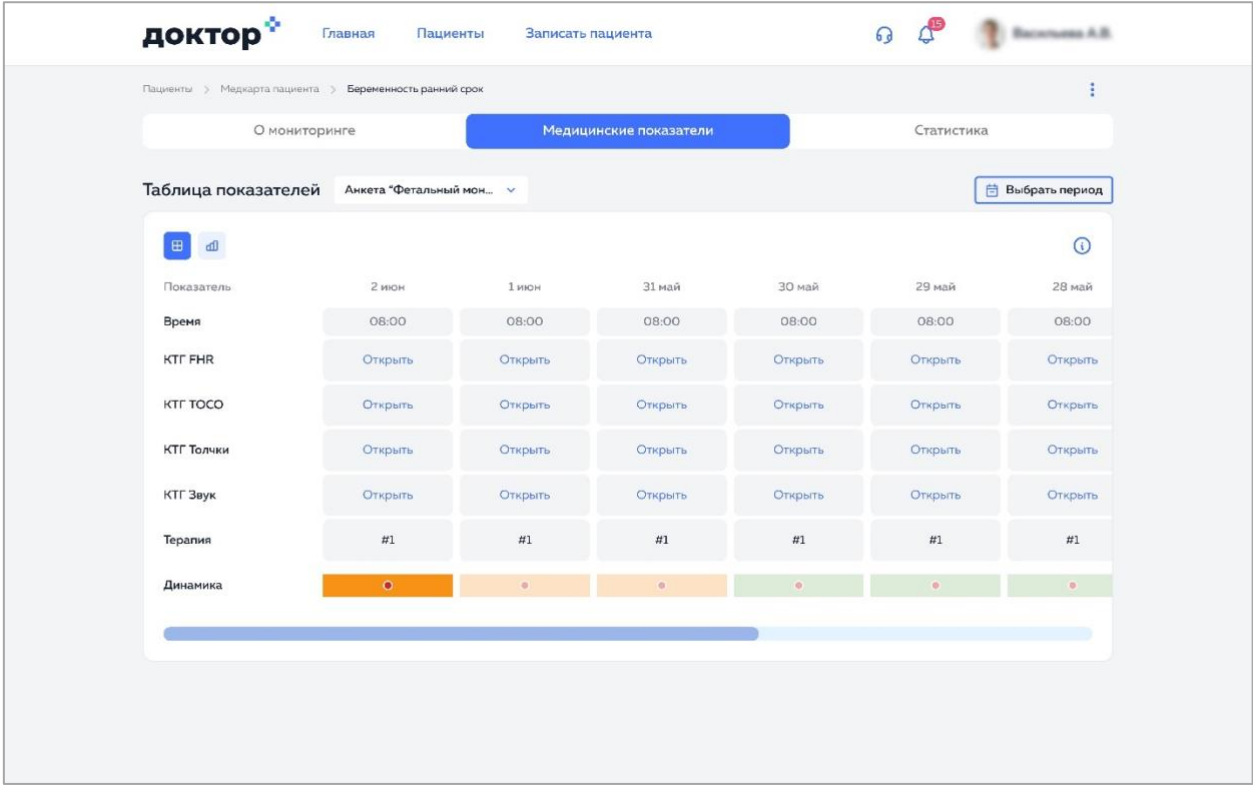 доктор
Главная Пациенты Записать пациента 15
Пациенты > Медкарта пациента > Беременность ранний срок
О мониторинге Медицинские показатели Статистика
Таблица показателей Анкета "Фетальный мон... Выбрать период
Показатель 2 июн 1 июн 31 май 30 май 29 май 28 май
Время 08:00 08:00 08:00 08:00 08:00 08:00
КТГ FHR Открыть Открыть Открыть Открыть Открыть Открыть
КТГ ТОСО Открыть Открыть Открыть Открыть Открыть Открыть
КТГ Толчки Открыть Открыть Открыть Открыть Открыть Открыть
КТГ Звук Открыть Открыть Открыть Открыть Открыть Открыть
Терапия #1 #1 #1 #1 #1 #1
Динамика